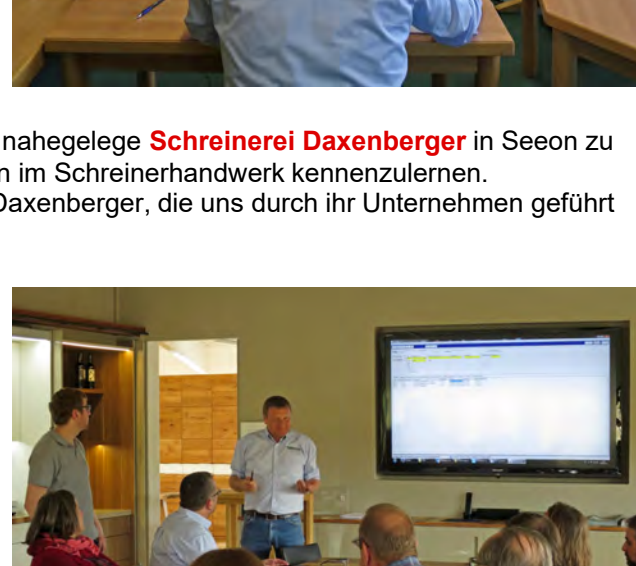 nahegelege Schreinerei Daxenberger in Seeon zu
n im Schreinerhandwerk kennenzulernen.
Daxenberger, die uns durch ihr Unternehmen geführt